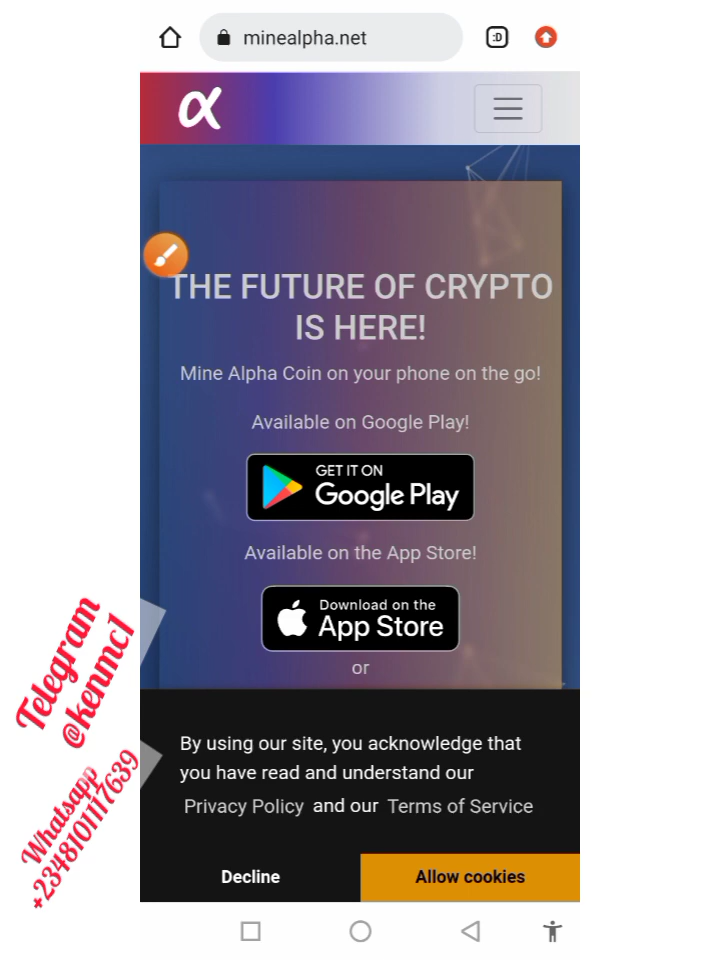 :D
minealpha.net
α
THE FUTURE OF CRYPTO
IS HERE!
Mine Alpha Coin on your phone on the go!
Available on Google Play!
GET IT ON
Google Play
Available on the App Store!
Download on the
App Store
or
By using our site, you acknowledge that
you have read and understand our
Privacy Policy and our Terms of Service
Decline Allow cookies
Telegram
@kenmc1
Whatsapp
+2348101117639